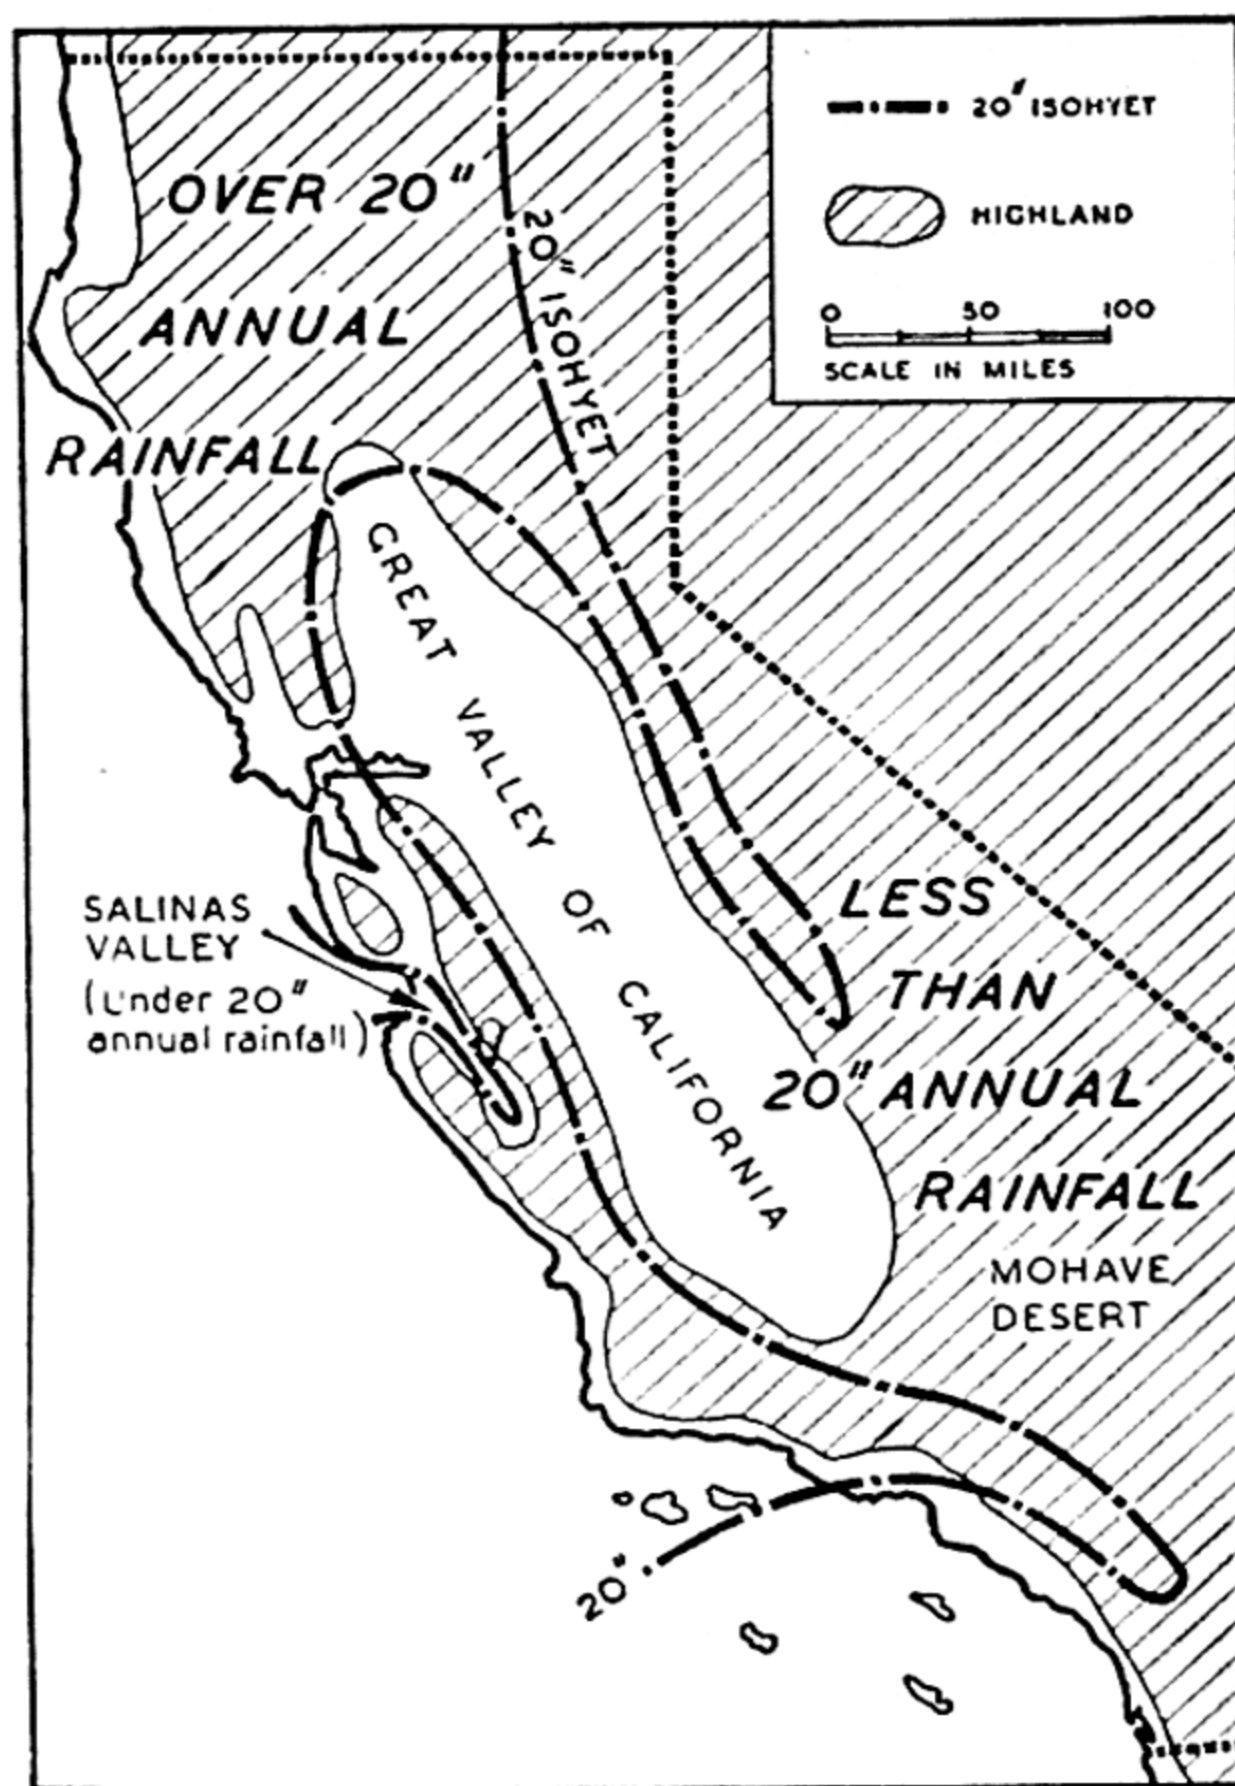 20" ISOHYET
HIGHLAND
0 50 100
SCALE IN MILES
OVER 20"
ANNUAL
RAINFALL
20" ISOHYET
GREAT VALLEY OF CALIFORNIA
SALINAS
VALLEY
(Under 20"
annual rainfall)
LESS
THAN
20" ANNUAL
RAINFALL
MOHAVE
DESERT
20"